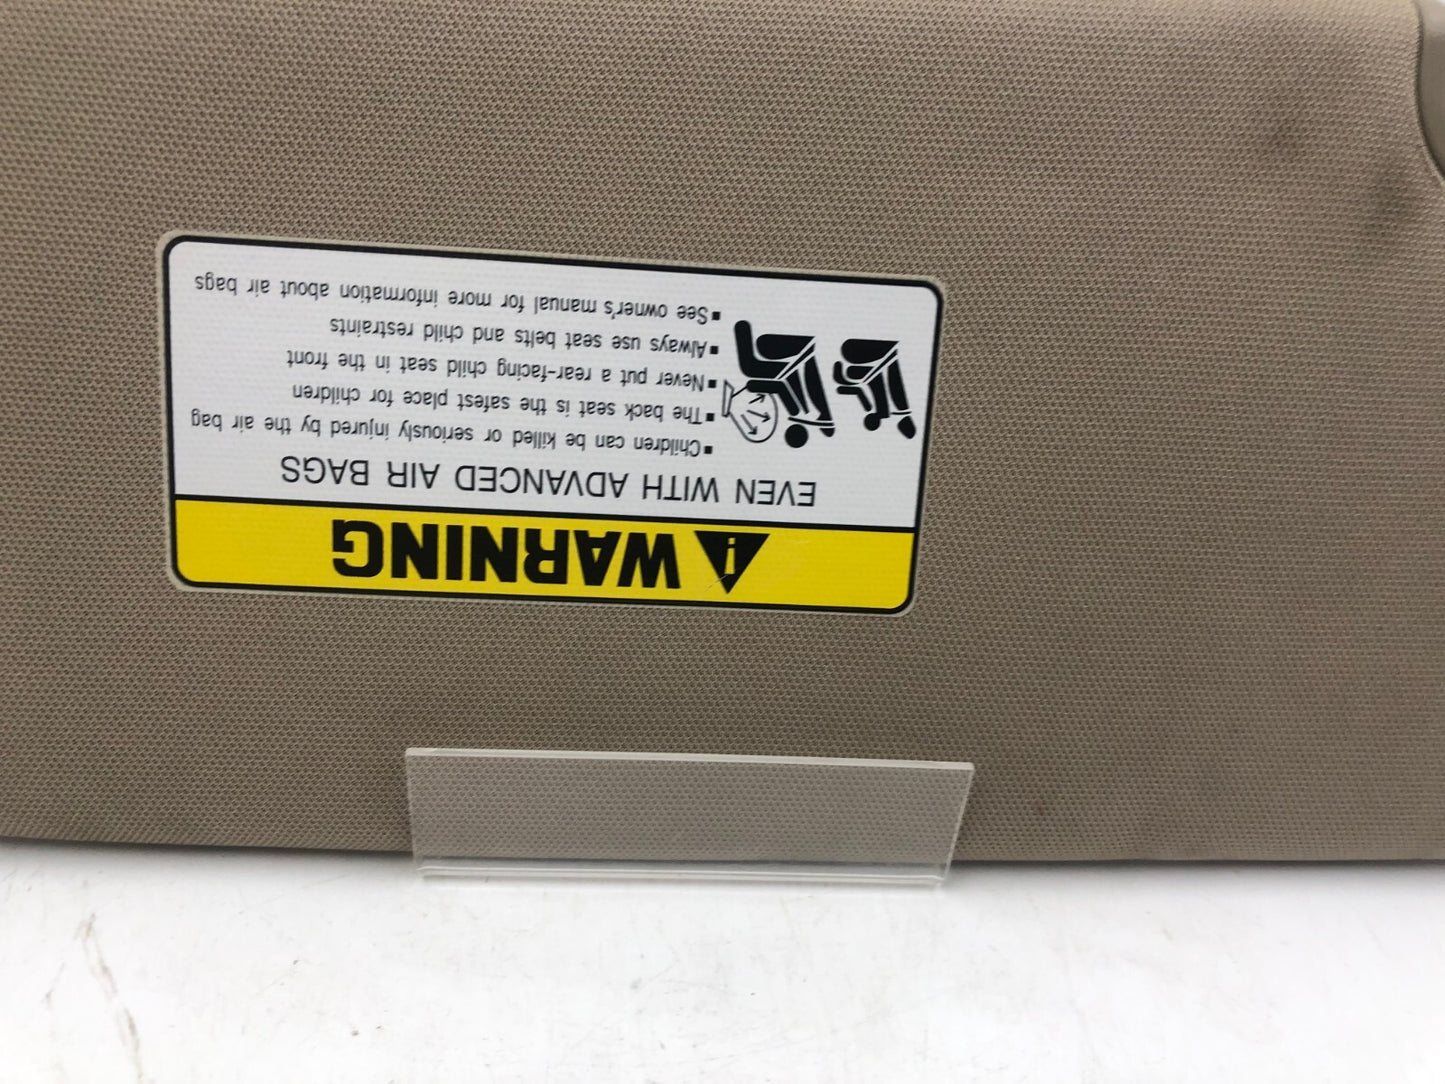 WARNING
EVEN WITH ADVANCED AIR BAGS
▪Children can be killed or seriously injured by the air bag
▪The back seat is the safest place for children
▪Never put a rear-facing child seat in the front
▪Always use seat belts and child restraints
▪See owner's manual for more information about air bags